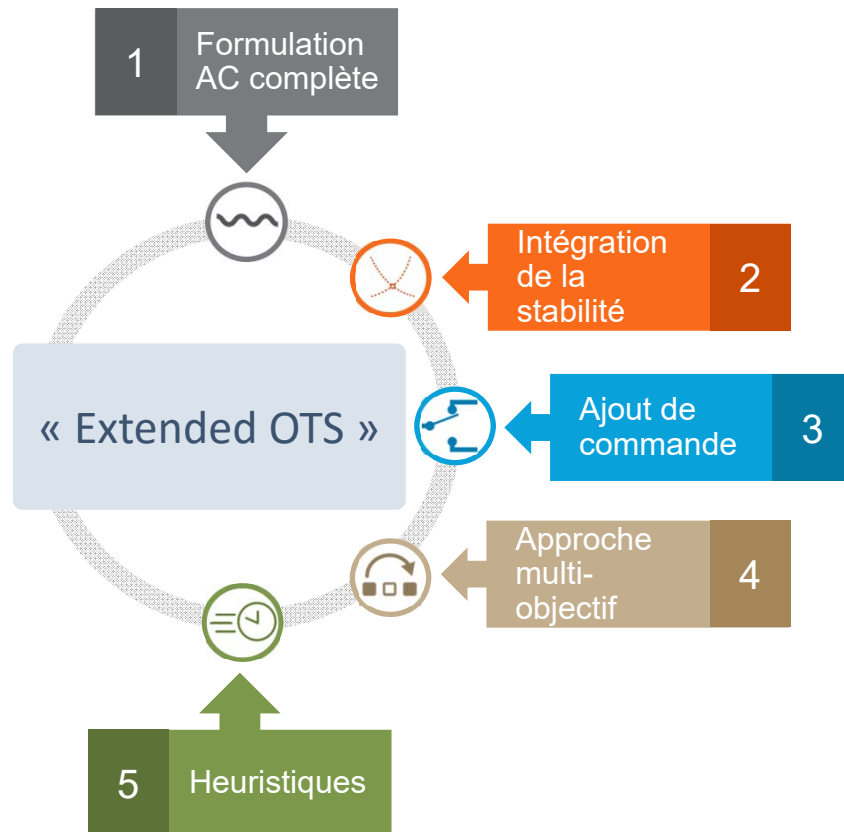 1
Formulation
AC complète
Intégration
de la
stabilité
2
« Extended OTS »
Ajout de
commande
3
Approche
multi-
objectif
4
5
Heuristiques